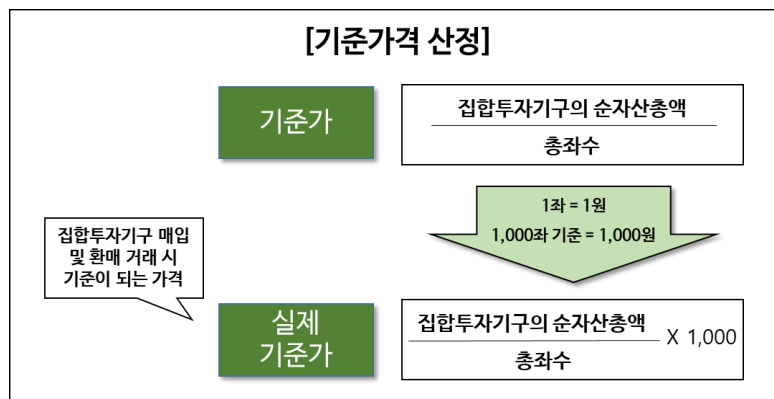 [기준가격 산정]
기준가
집합투자기구의 순자산총액
총좌수
1좌 = 1원
1,000좌 기준 = 1,000원
집합투자기구 매입
및 환매 거래 시
기준이 되는 가격
실제
기준가
집합투자기구의 순자산총액
총좌수
X 1,000